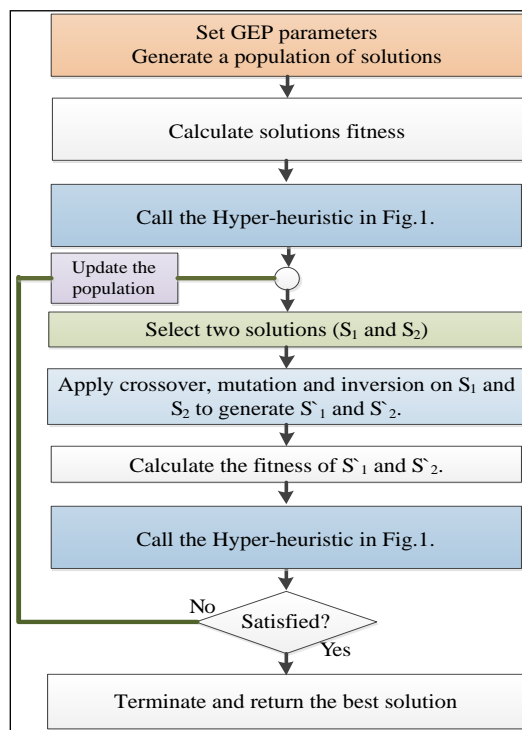 Set GEP parameters
Generate a population of solutions
Calculate solutions fitness
Call the Hyper-heuristic in Fig.1.
Update the
population
Select two solutions (S₁ and S₂)
Apply crossover, mutation and inversion on S₁ and
S₂ to generate S`₁ and S`₂.
Calculate the fitness of S`₁ and S`₂.
Call the Hyper-heuristic in Fig.1.
No
Satisfied?
Yes
Terminate and return the best solution